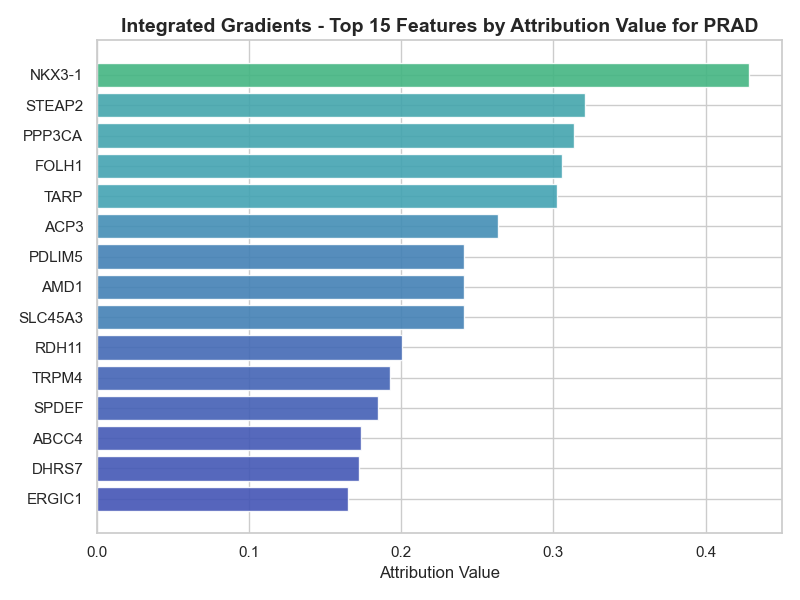 Integrated Gradients - Top 15 Features by Attribution Value for PRAD
NKX3-1
STEAP2
PPP3CA
FOLH1
TARP
ACP3
PDLIM5
AMD1
SLC45A3
RDH11
TRPM4
SPDEF
ABCC4
DHRS7
ERGIC1
0.0 0.1 0.2 0.3 0.4
Attribution Value